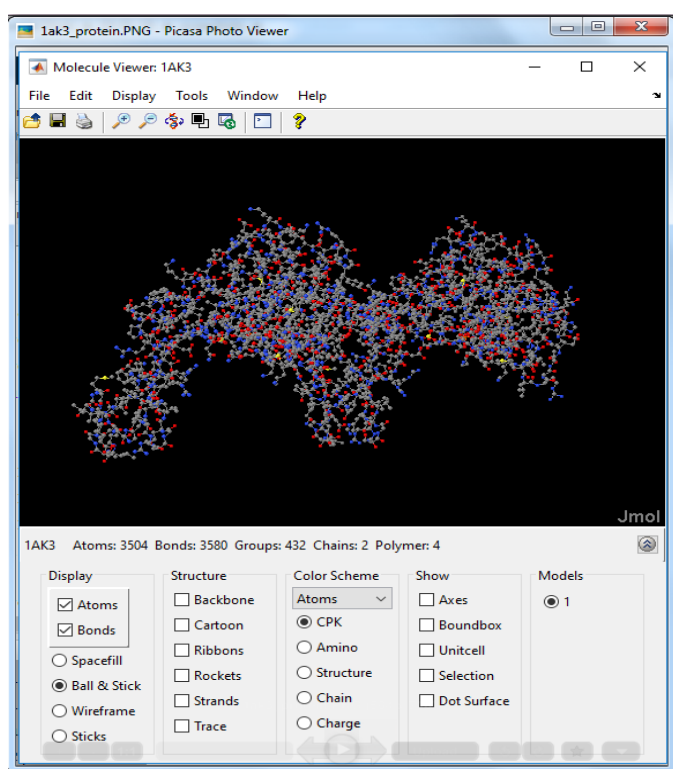 1ak3_protein.PNG - Picasa Photo Viewer
Molecule Viewer: 1AK3
File Edit Display Tools Window Help
Jmol
1AK3 Atoms: 3504 Bonds: 3580 Groups: 432 Chains: 2 Polymer: 4
Display Structure Color Scheme Show Models
Atoms Backbone Atoms Axes 1
Bonds Cartoon CPK Boundbox
Spacefill Ribbons Amino Unitcell
Ball & Stick Rockets Structure Selection
Wireframe Strands Chain Dot Surface
Sticks Trace Charge